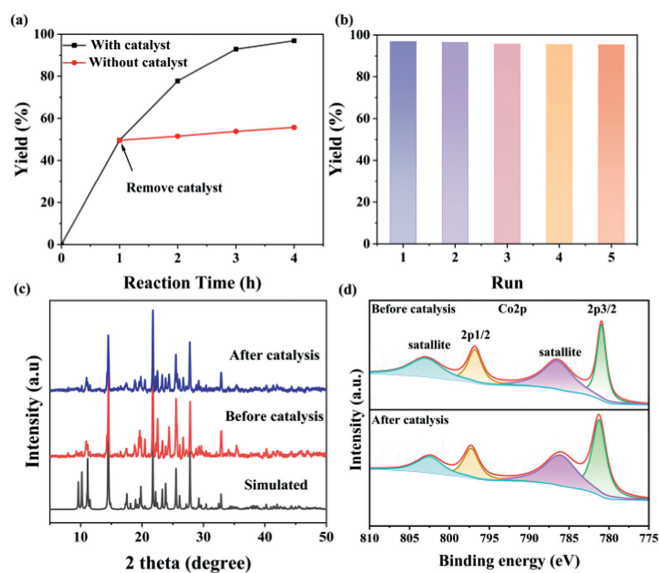 (a)
100
80
60
40
20
0
Yield (%)
With catalyst
Without catalyst
Remove catalyst
0 1 2 3 4
Reaction Time (h)
(b)
100
80
60
40
20
0
Yield (%)
1 2 3 4 5
Run
(c)
Intensity (a.u)
After catalysis
Before catalysis
Simulated
10 20 30 40 50
2 theta (degree)
(d)
Intensity (a.u.)
Before catalysis Co2p 2p3/2
satallite 2p1/2 satallite
After catalysis
810 805 800 795 790 785 780 775
Binding energy (eV)